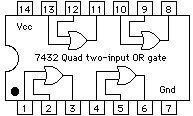 14 13 12 11 10 9 8
Vcc
7432 Quad two-input OR gate
Gnd
1 2 3 4 5 6 7